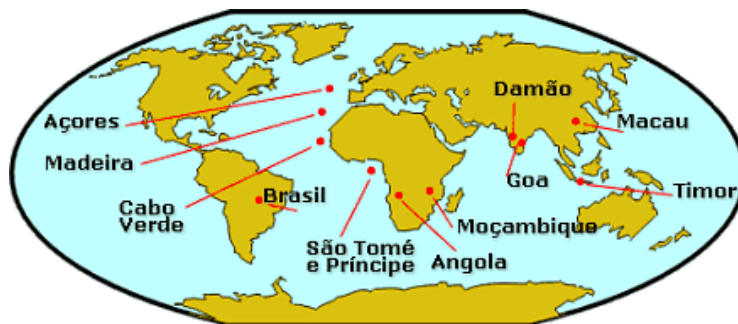 Damão
Açores
Macau
Madeira
Goa
Timor
Brasil
Cabo
Verde
Moçambique
São Tomé
e Príncipe
Angola